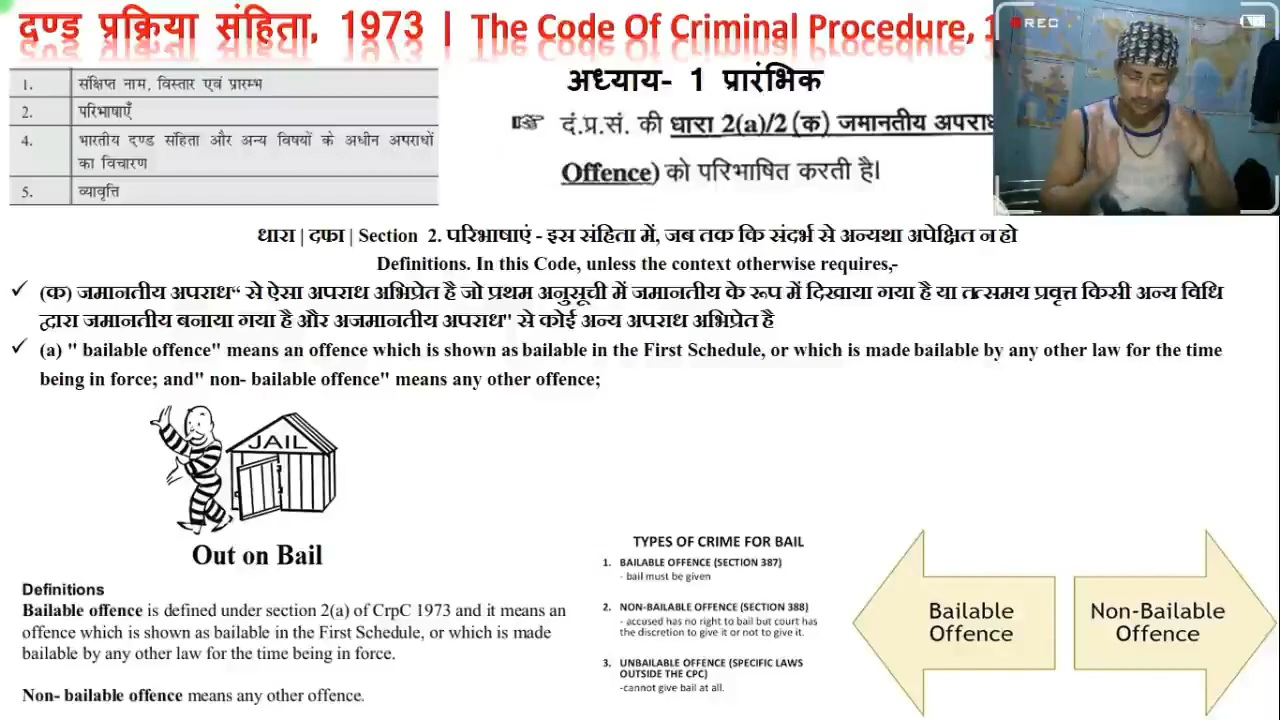 दण्ड प्रक्रिया संहिता, 1973 | The Code Of Criminal Procedure, 1
REC
1. संक्षिप्त नाम, विस्तार एवं प्रारम्भ
2. परिभाषाएँ
4. भारतीय दण्ड संहिता और अन्य विषयों के अधीन अपराधों
का विचारण
5. व्यावृत्ति
अध्याय- 1 प्रारंभिक
दं.प्र.सं. की धारा 2(a)/2 (क) जमानतीय अपराध
Offence) को परिभाषित करती है।
धारा | दफा | Section 2. परिभाषाएं - इस संहिता में, जब तक कि संदर्भ से अन्यथा अपेक्षित न हो
Definitions. In this Code, unless the context otherwise requires,-
✓ (क) जमानतीय अपराध“ से ऐसा अपराध अभिप्रेत है जो प्रथम अनुसूची में जमानतीय के रूप में दिखाया गया है या तत्समय प्रवृत्त किसी अन्य विधि
द्वारा जमानतीय बनाया गया है और अजमानतीय अपराध" से कोई अन्य अपराध अभिप्रेत है
✓ (a) " bailable offence" means an offence which is shown as bailable in the First Schedule, or which is made bailable by any other law for the time
being in force; and" non- bailable offence" means any other offence;
JAIL
Out on Bail
Definitions
Bailable offence is defined under section 2(a) of CrpC 1973 and it means an
offence which is shown as bailable in the First Schedule, or which is made
bailable by any other law for the time being in force.
Non- bailable offence means any other offence.
TYPES OF CRIME FOR BAIL
1. BAILABLE OFFENCE (SECTION 387)
- bail must be given
2. NON-BAILABLE OFFENCE (SECTION 388)
- accused has no right to bail but court has
the discretion to give it or not to give it.
3. UNBAILABLE OFFENCE (SPECIFIC LAWS
OUTSIDE THE CPC)
-cannot give bail at all.
Bailable
Offence
Non-Bailable
Offence